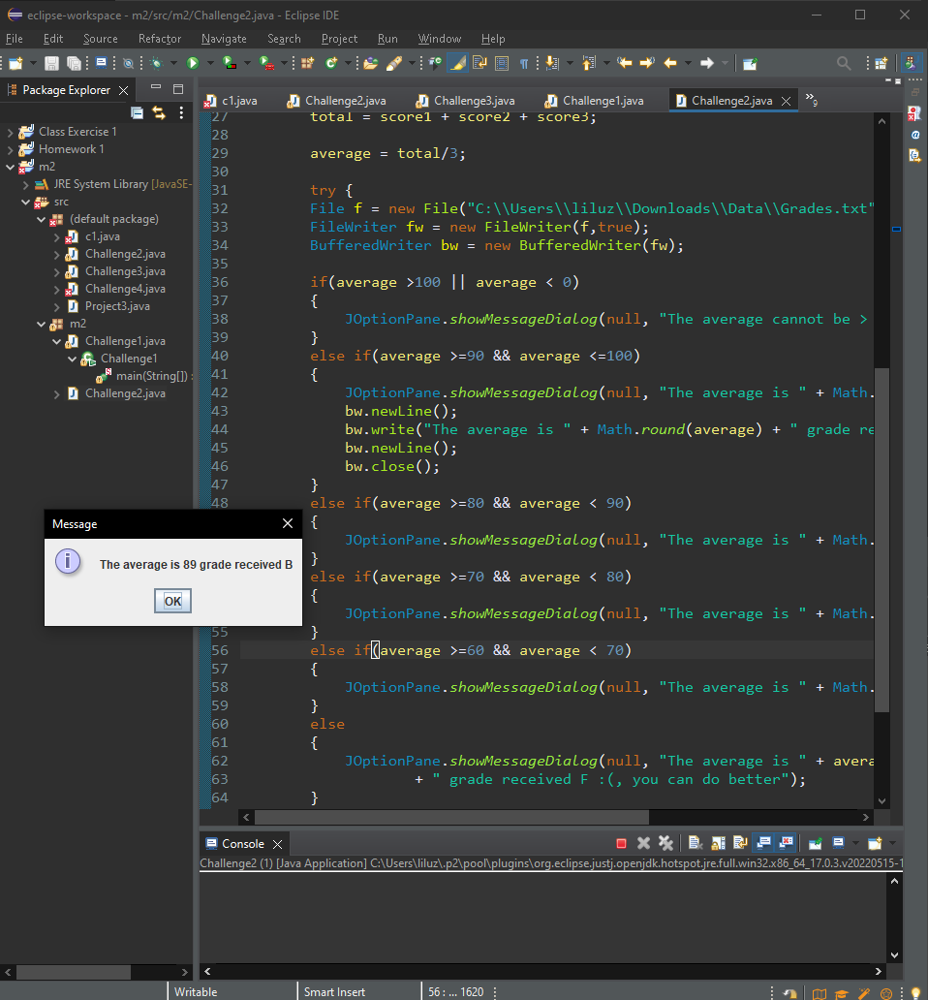 eclipse-workspace - m2/src/m2/Challenge2.java - Eclipse IDE
File Edit Source Refactor Navigate Search Project Run Window Help
Package Explorer
Class Exercise 1
Homework 1
m2
JRE System Library [JavaSE-
src
(default package)
c1.java
Challenge2.java
Challenge3.java
Challenge4.java
Project3.java
m2
Challenge1.java
Challenge1
main(String[]) :
Challenge2.java
c1.java Challenge2.java Challenge3.java Challenge1.java Challenge2.java »9
27 total = score1 + score2 + score3;
28
29 average = total/3;
30
31 try {
32 File f = new File("C:\\Users\\liluz\\Downloads\\Data\\Grades.txt"
33 FileWriter fw = new FileWriter(f,true);
34 BufferedWriter bw = new BufferedWriter(fw);
35
36 if(average >100 || average < 0)
37 {
38 JOptionPane.showMessageDialog(null, "The average cannot be >
39 }
40 else if(average >=90 && average <=100)
41 {
42 JOptionPane.showMessageDialog(null, "The average is " + Math.
43 bw.newLine();
44 bw.write("The average is " + Math.round(average) + " grade re
45 bw.newLine();
46 bw.close();
47 }
48 else if(average >=80 && average < 90)
{
JOptionPane.showMessageDialog(null, "The average is " + Math.
}
else if(average >=70 && average < 80)
{
JOptionPane.showMessageDialog(null, "The average is " + Math.
55 }
56 else if(average >=60 && average < 70)
57 {
58 JOptionPane.showMessageDialog(null, "The average is " + Math.
59 }
60 else
61 {
62 JOptionPane.showMessageDialog(null, "The average is " + avera
63 + " grade received F :(, you can do better");
64 }
Message
The average is 89 grade received B
OK
Console
Challenge2 (1) [Java Application] C:\Users\liluz\.p2\pool\plugins\org.eclipse.justj.openjdk.hotspot.jre.full.win32.x86_64_17.0.3.v20220515-1
Writable Smart Insert 56 : ... 1620